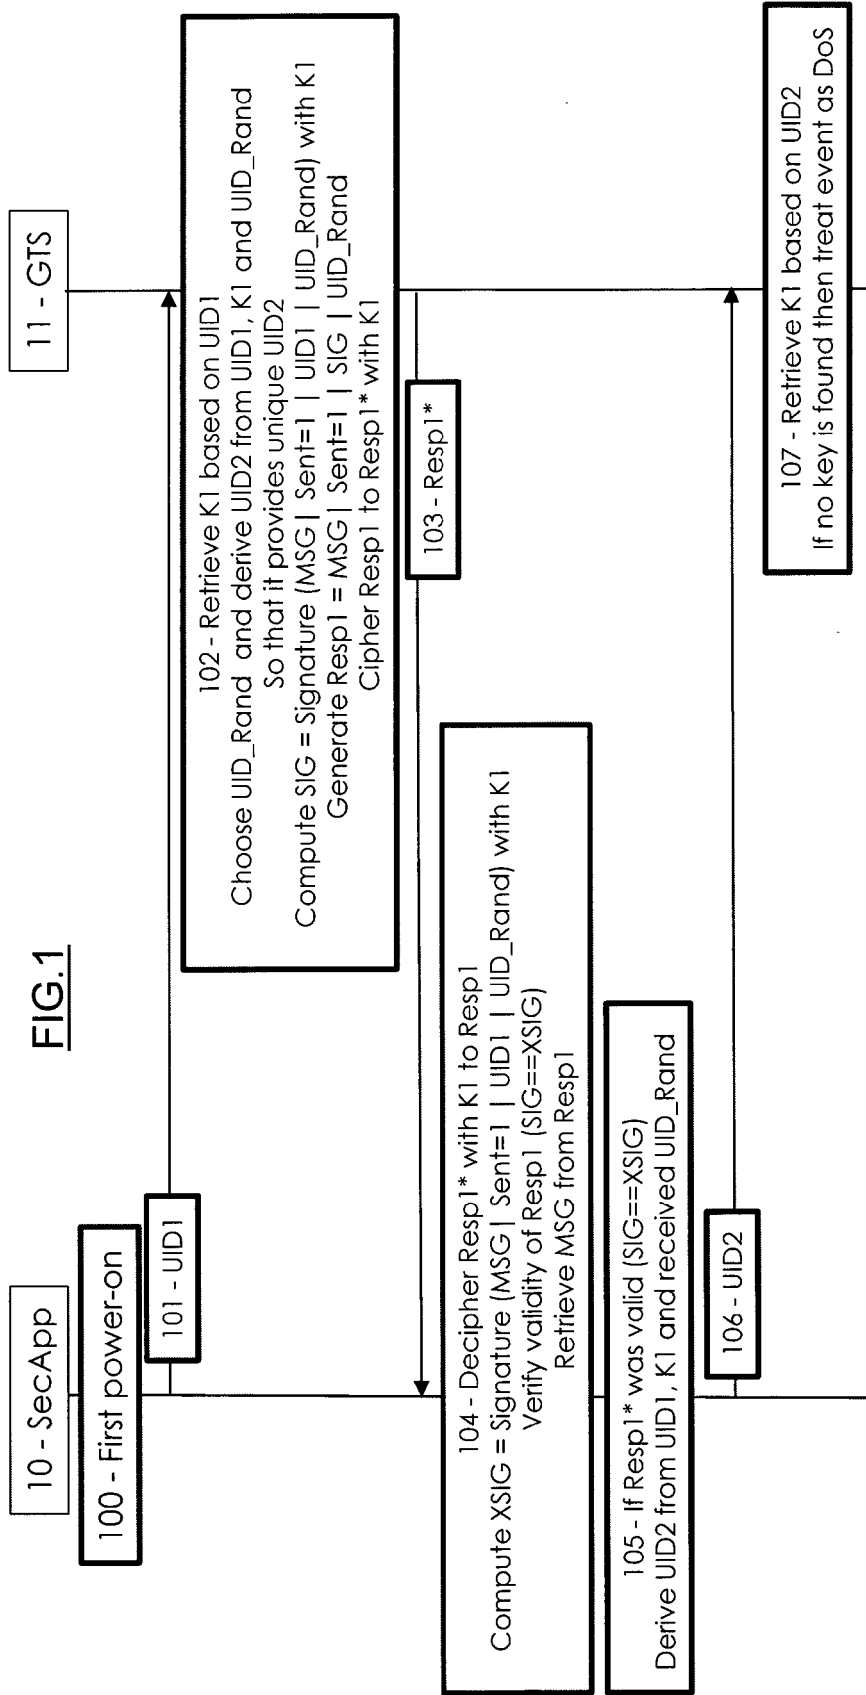 FIG.1
10 - SecApp
11 - GTS
100 - First power-on
101 - UID1
102 - Retrieve K1 based on UID1
Choose UID_Rand and derive UID2 from UID1, K1 and UID_Rand
So that it provides unique UID2
Compute SIG = Signature (MSG| Sent=1 | UID1 | UID_Rand) with K1
Generate Resp1 = MSG| Sent=1 | SIG | UID_Rand
Cipher Resp1 to Resp1* with K1
103 - Resp1*
104 - Decipher Resp1* with K1 to Resp1
Compute XSIG = Signature (MSG| Sent=1 | UID1 | UID_Rand) with K1
Verify validity of Resp1 (SIG==XSIG)
Retrieve MSG from Resp1
105 - If Resp1* was valid (SIG==XSIG)
Derive UID2 from UID1, K1 and received UID_Rand
106 - UID2
107 - Retrieve K1 based on UID2
If no key is found then treat event as DoS